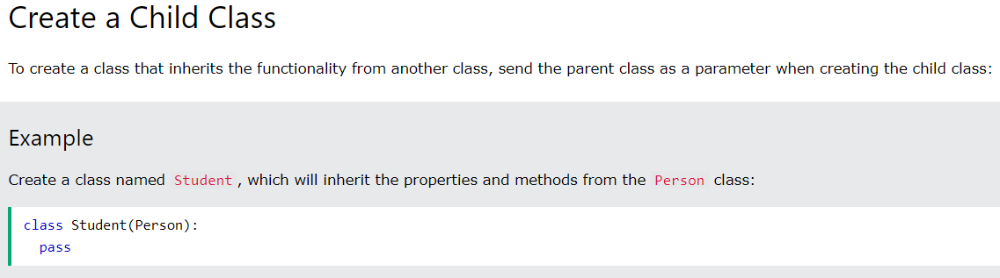 Create a Child Class
To create a class that inherits the functionality from another class, send the parent class as a parameter when creating the child class:
Example
Create a class named Student , which will inherit the properties and methods from the Person class:
class Student(Person):
  pass